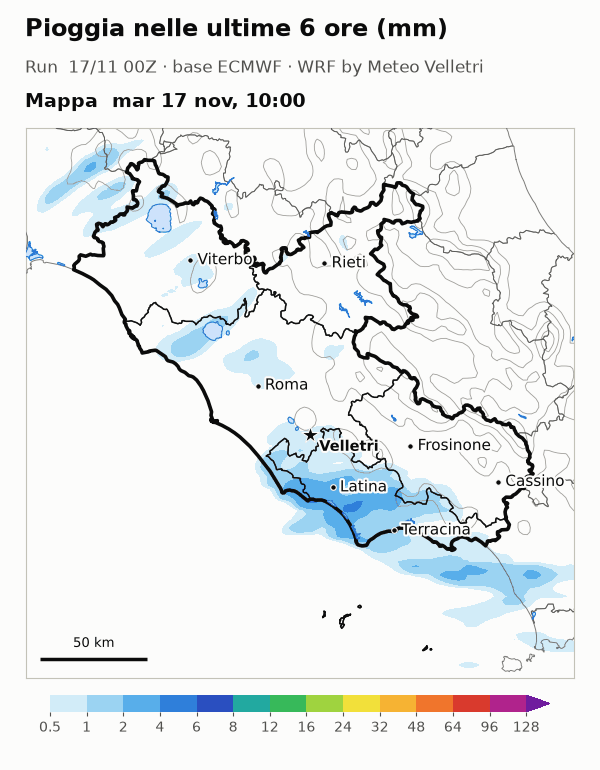 Pioggia nelle ultime 6 ore (mm)
Run  17/11 00Z · base ECMWF · WRF by Meteo Velletri
Mappa  mar 17 nov, 10:00
Viterbo
Rieti
Roma
Velletri
Frosinone
Cassino
Latina
Terracina
50 km
0.5 1 2 4 6 8 12 16 24 32 48 64 96 128